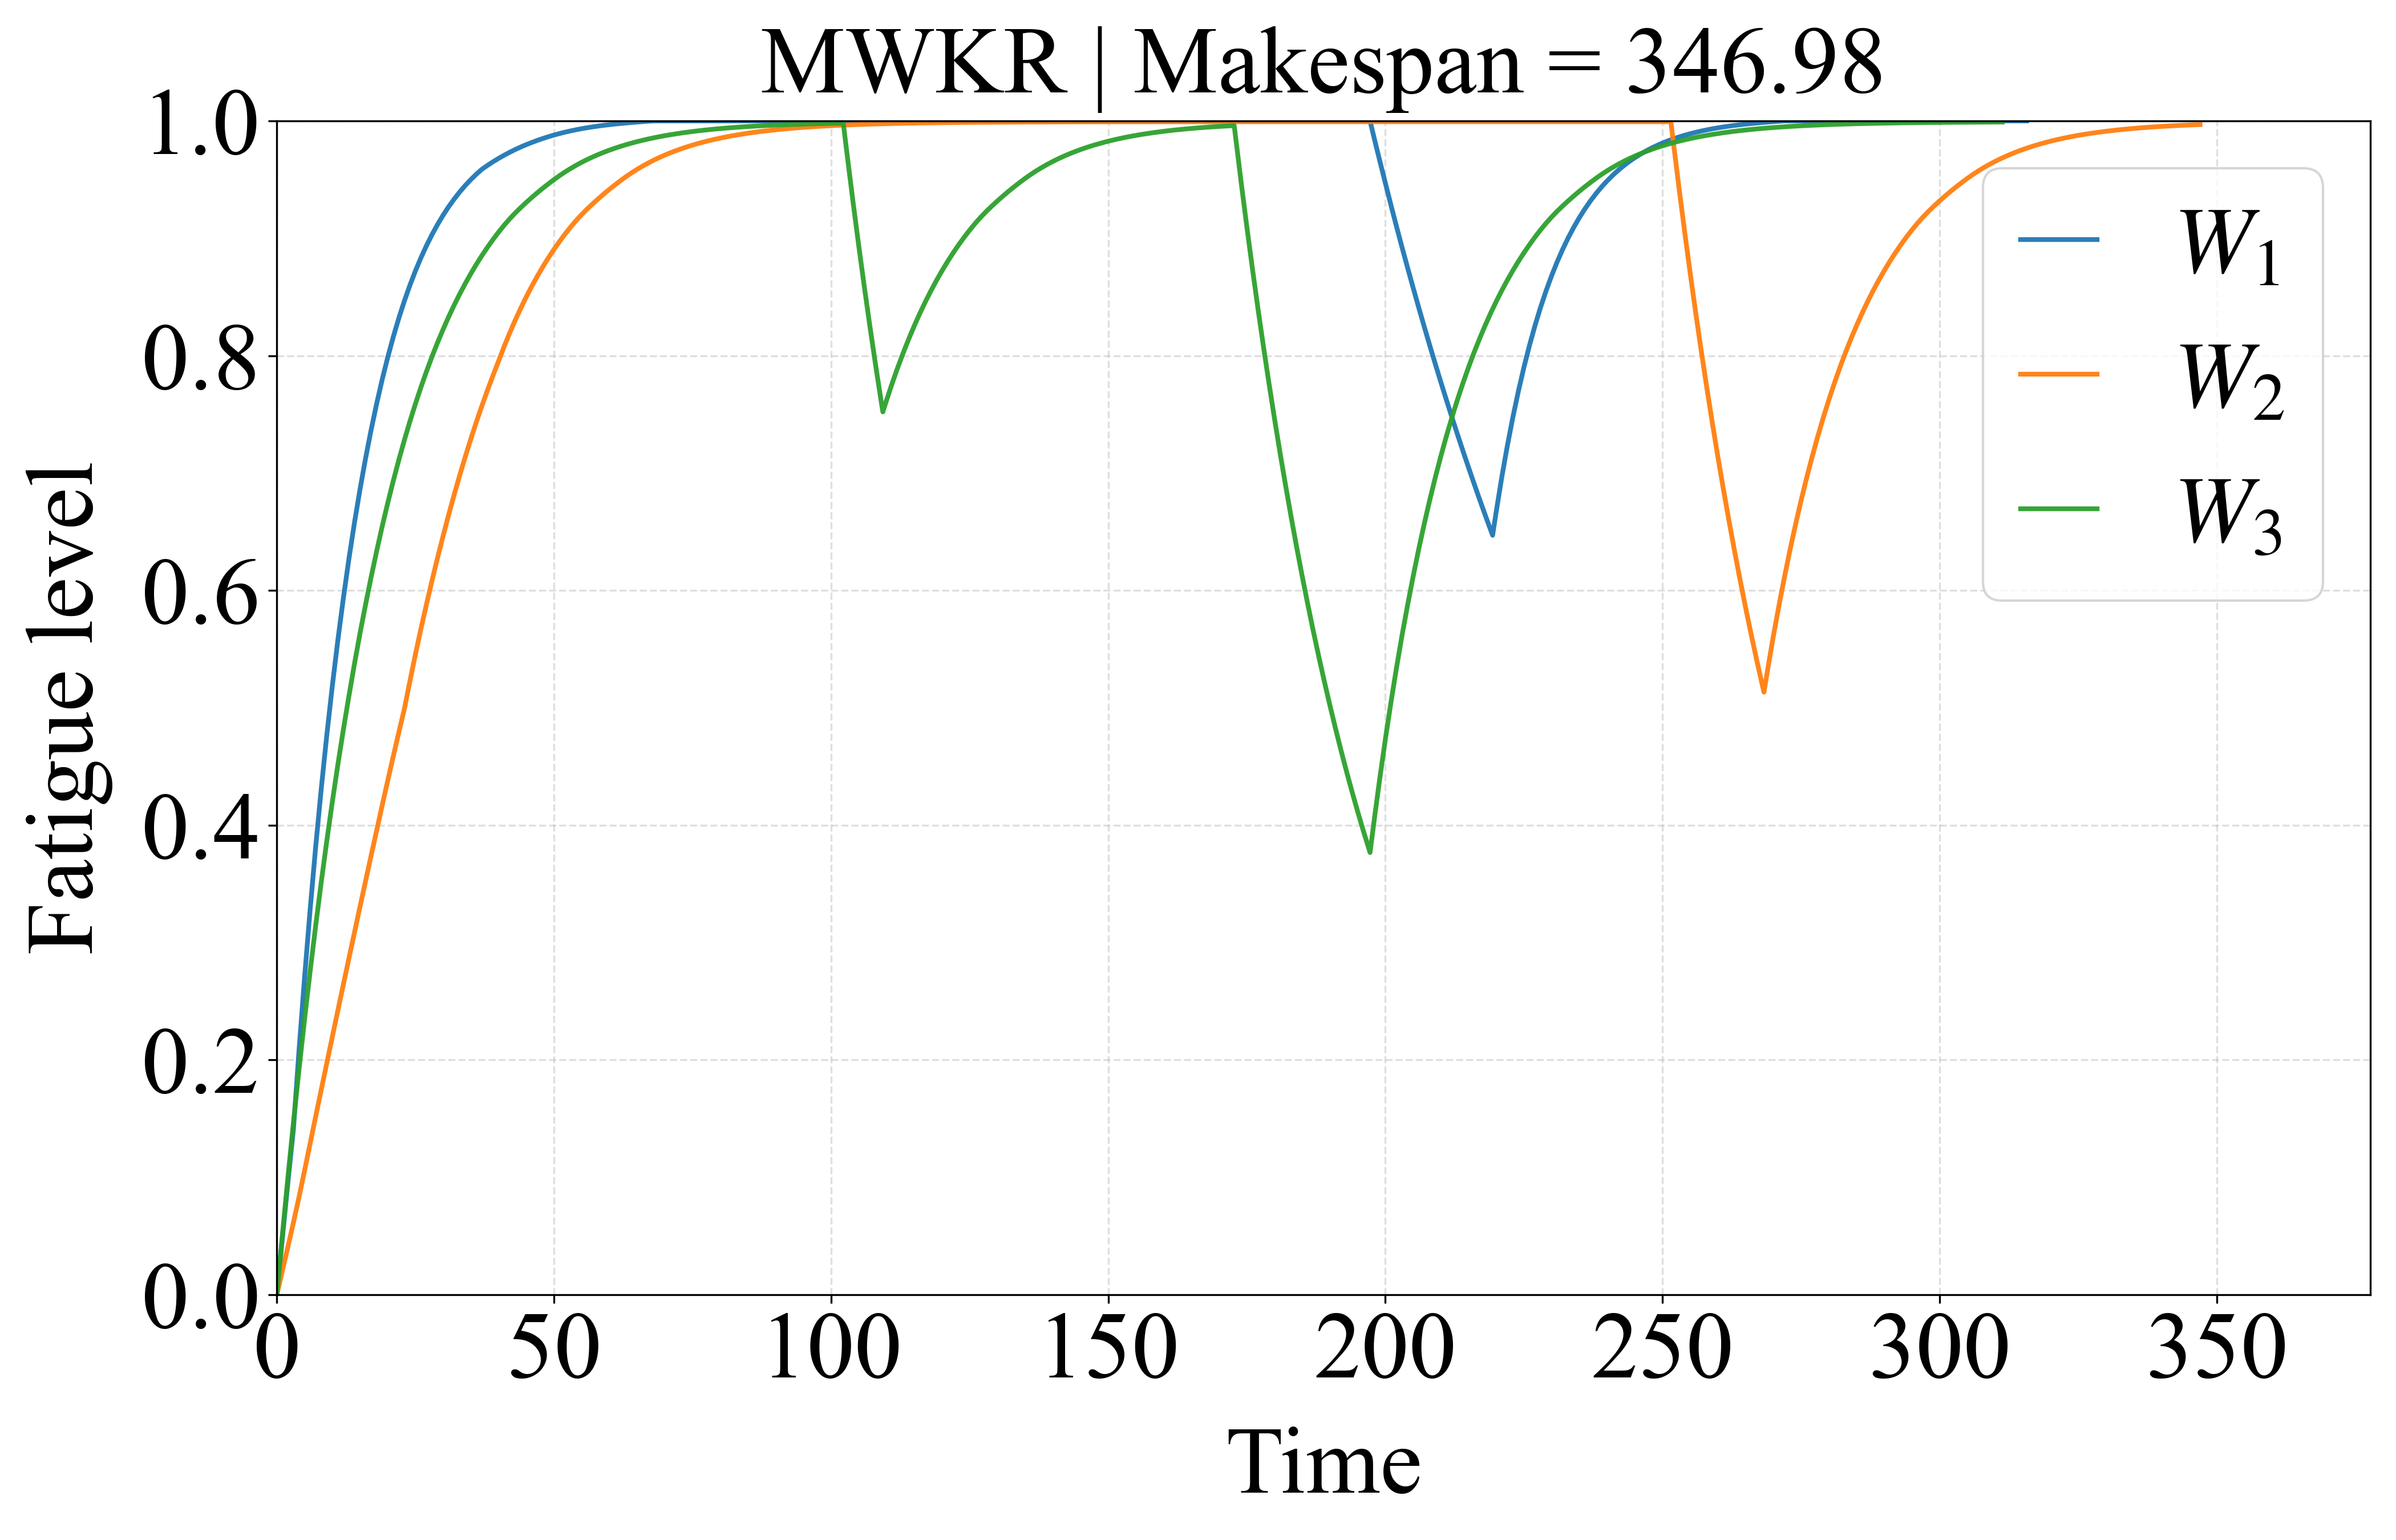 MWKR | Makespan = 346.98
Fatigue level
1.0
0.8
0.6
0.4
0.2
0.0
0 50 100 150 200 250 300 350
Time
W1
W2
W3